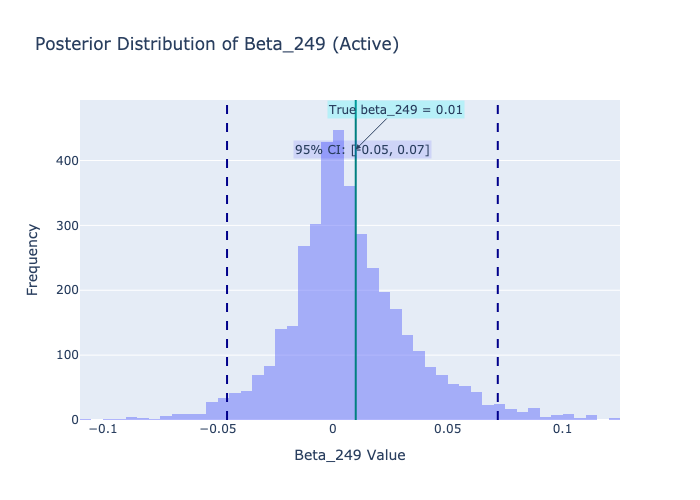 Posterior Distribution of Beta_249 (Active)
True beta_249 = 0.01
95% CI: [-0.05, 0.07]
400
300
200
100
0
Frequency
−0.1 −0.05 0 0.05 0.1
Beta_249 Value